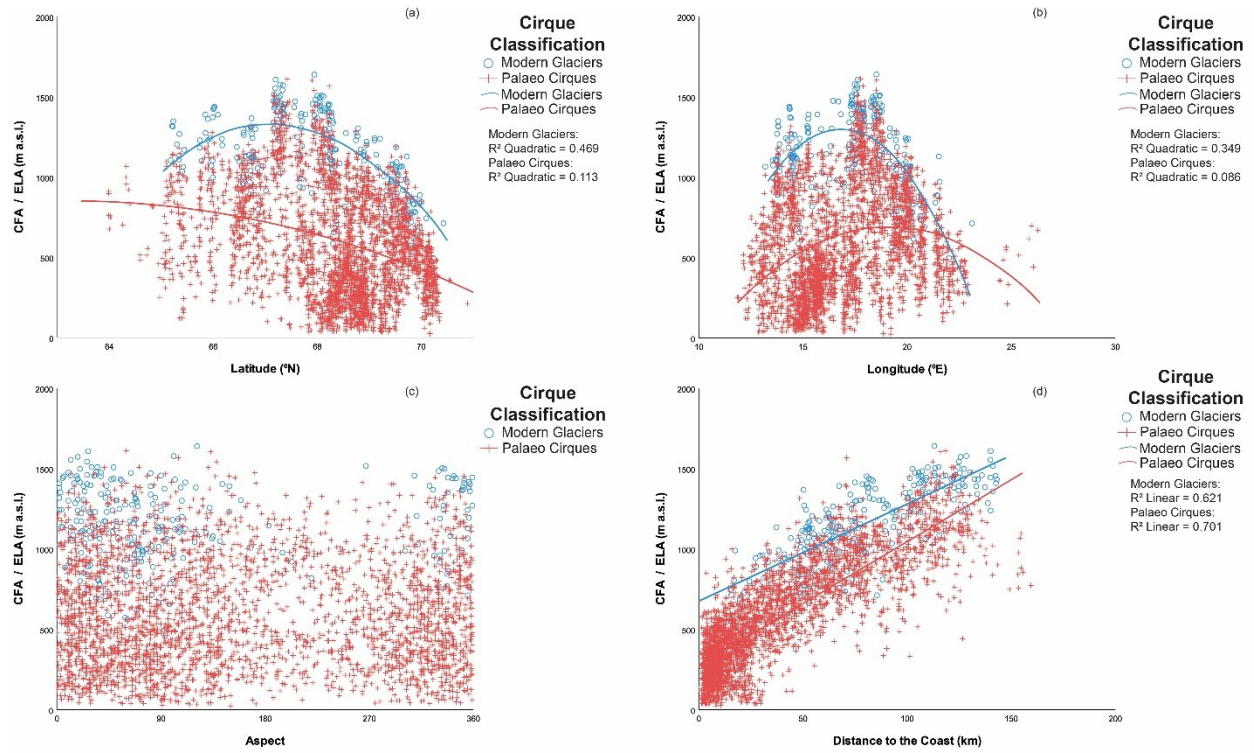 (a)
2000
1500
1000
500
0
CFA / ELA (m a.s.l.)
64
66
68
70
Latitude (ºN)
Cirque
Classification
Modern Glaciers
Palaeo Cirques
Modern Glaciers
Palaeo Cirques
Modern Glaciers:
R² Quadratic = 0.469
Palaeo Cirques:
R² Quadratic = 0.113
(b)
2000
1500
1000
500
0
CFA / ELA (m a.s.l.)
10
15
20
25
30
Longitude (ºE)
Cirque
Classification
Modern Glaciers
Palaeo Cirques
Modern Glaciers
Palaeo Cirques
Modern Glaciers:
R² Quadratic = 0.349
Palaeo Cirques:
R² Quadratic = 0.086
(c)
2000
1500
1000
500
0
CFA / ELA (m a.s.l.)
0
90
180
270
360
Aspect
Cirque
Classification
Modern Glaciers
Palaeo Cirques
(d)
2000
1500
1000
500
0
CFA / ELA (m a.s.l.)
0
50
100
150
200
Distance to the Coast (km)
Cirque
Classification
Modern Glaciers
Palaeo Cirques
Modern Glaciers
Palaeo Cirques
Modern Glaciers:
R² Linear = 0.621
Palaeo Cirques:
R² Linear = 0.701